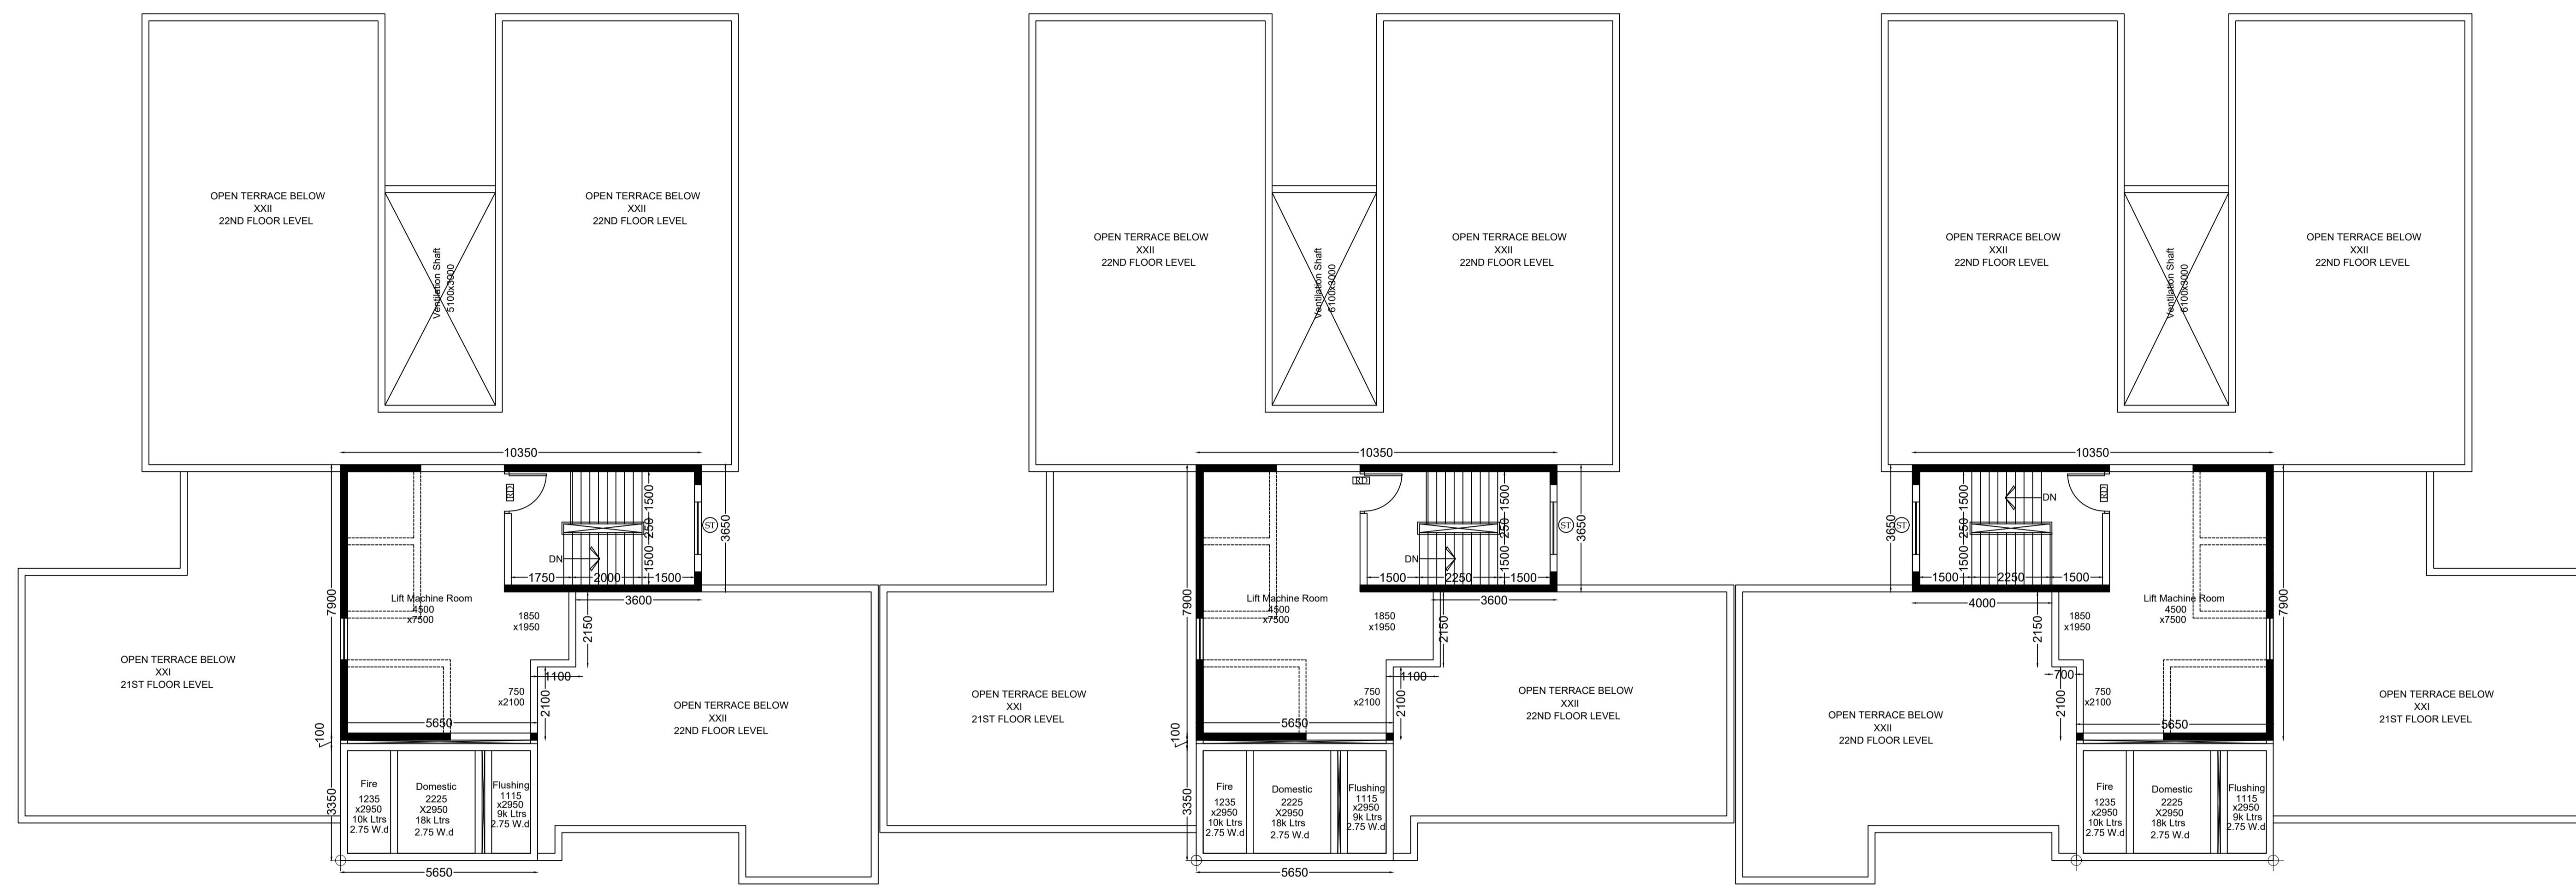 OPEN TERRACE BELOW
XXII
22ND FLOOR LEVEL
OPEN TERRACE BELOW
XXII
22ND FLOOR LEVEL
Ventilation Shaft
5100x3000
10350
RD
1500
250
1500
ST
3650
DN
1750
2000
1500
3600
7900
Lift Machine Room
4500
x7500
1850
x1950
2150
1100
750
x2100
2100
5650
100
OPEN TERRACE BELOW
XXI
21ST FLOOR LEVEL
OPEN TERRACE BELOW
XXII
22ND FLOOR LEVEL
3350
Fire
1235
x2950
10k Ltrs
2.75 W.d
Domestic
2225
X2950
18k Ltrs
2.75 W.d
Flushing
1115
x2950
9k Ltrs
2.75 W.d
5650
OPEN TERRACE BELOW
XXII
22ND FLOOR LEVEL
OPEN TERRACE BELOW
XXII
22ND FLOOR LEVEL
Ventilation Shaft
6100x3000
10350
RD
1500
250
1500
ST
3650
DN
1500
2250
1500
3600
7900
Lift Machine Room
4500
x7500
1850
x1950
2150
1100
750
x2100
2100
5650
100
OPEN TERRACE BELOW
XXI
21ST FLOOR LEVEL
OPEN TERRACE BELOW
XXII
22ND FLOOR LEVEL
3350
Fire
1235
x2950
10k Ltrs
2.75 W.d
Domestic
2225
X2950
18k Ltrs
2.75 W.d
Flushing
1115
x2950
9k Ltrs
2.75 W.d
5650
OPEN TERRACE BELOW
XXII
22ND FLOOR LEVEL
OPEN TERRACE BELOW
XXII
22ND FLOOR LEVEL
Ventilation Shaft
6100x3000
10350
3650
ST
1500
250
1500
DN
RD
1500
2250
1500
4000
Lift Machine Room
4500
x7500
7900
1850
x1950
2150
700
750
x2100
2100
5650
OPEN TERRACE BELOW
XXII
22ND FLOOR LEVEL
OPEN TERRACE BELOW
XXI
21ST FLOOR LEVEL
Fire
1235
x2950
10k Ltrs
2.75 W.d
Domestic
2225
X2950
18k Ltrs
2.75 W.d
Flushing
1115
x2950
9k Ltrs
2.75 W.d